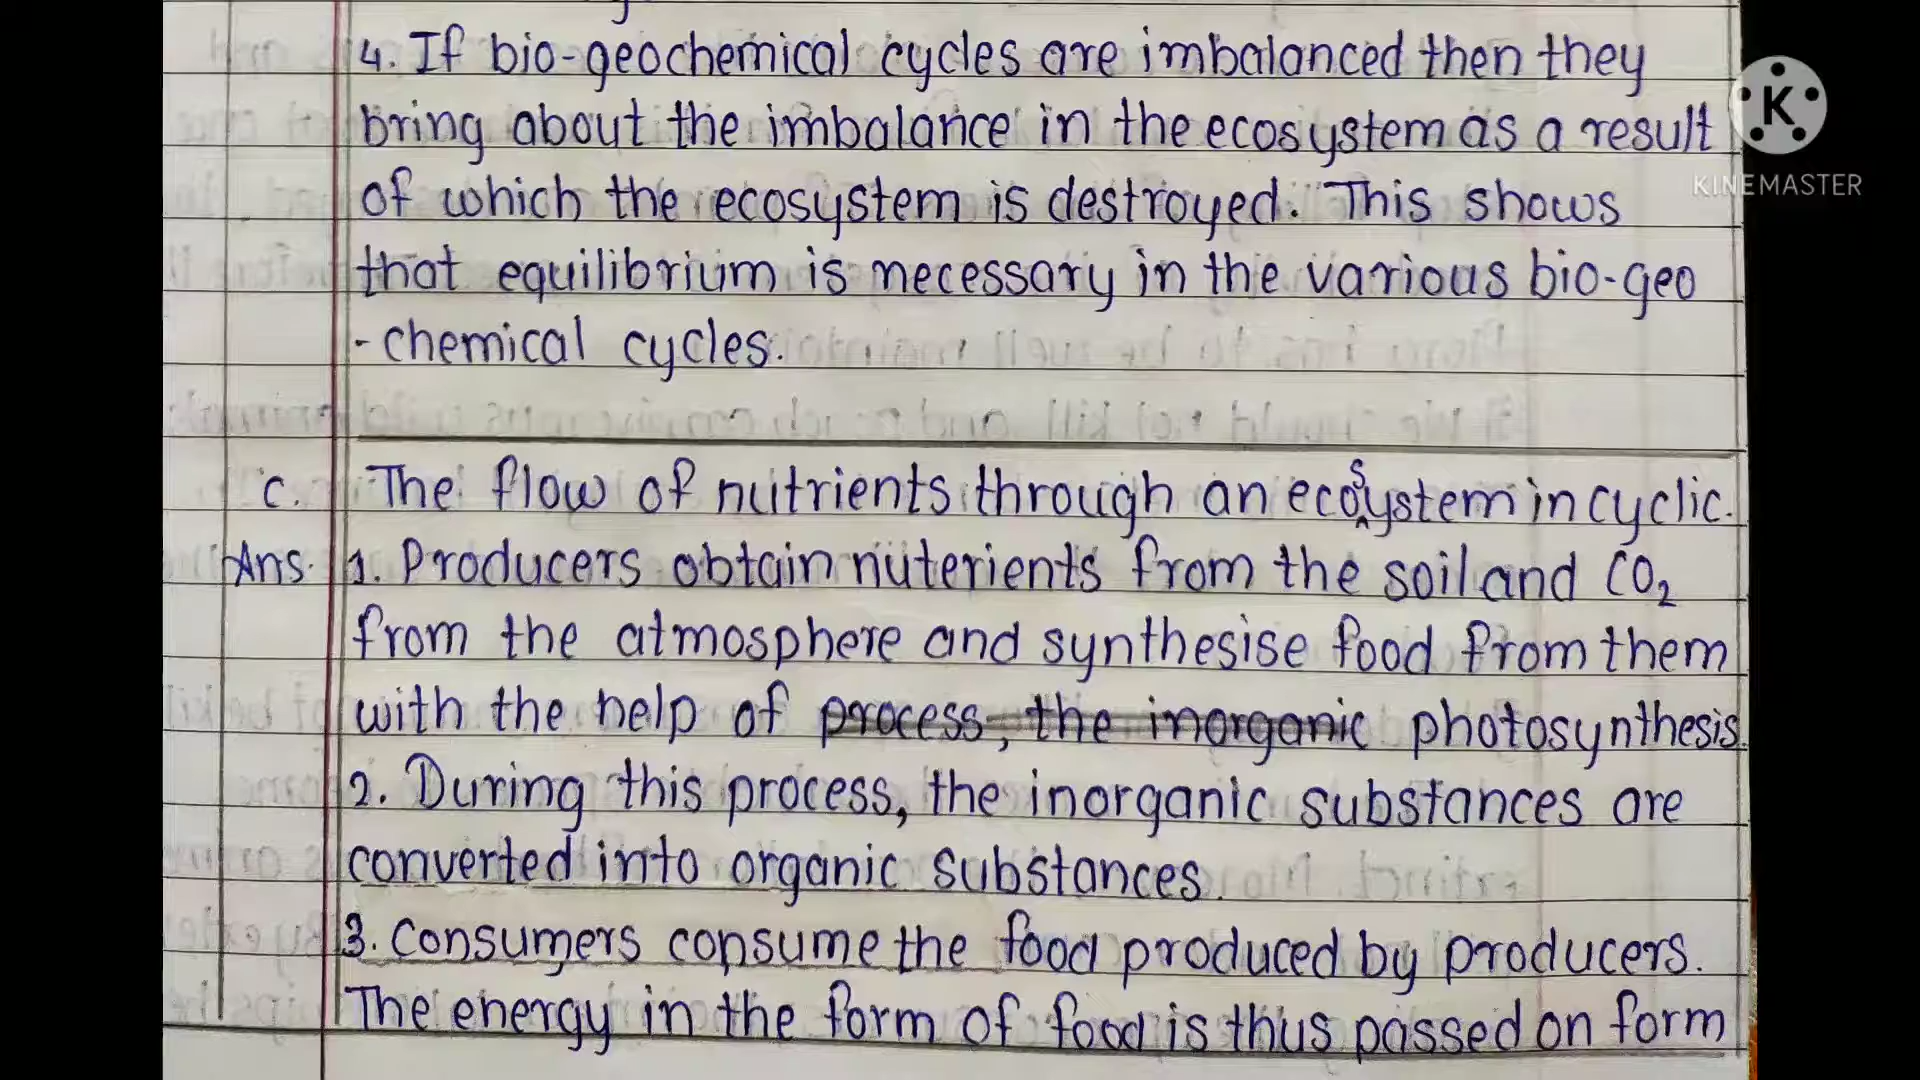 4. If bio-geochemical cycles are imbalanced then they
bring about the imbalance in the ecosystem as a result
of which the ecosystem is destroyed. This shows
that equilibrium is necessary in the various bio-geo
-chemical cycles.
c. The flow of nutrients through an ecosystem in cyclic.
Ans. 1. Producers obtain nuterients from the soil and CO₂
from the atmosphere and synthesise food from them
with the help of process, the inorganic photosynthesis.
2. During this process, the inorganic substances are
converted into organic substances.
3. Consumers consume the food produced by producers.
The energy in the form of food is thus passed on form
K
KINEMASTER